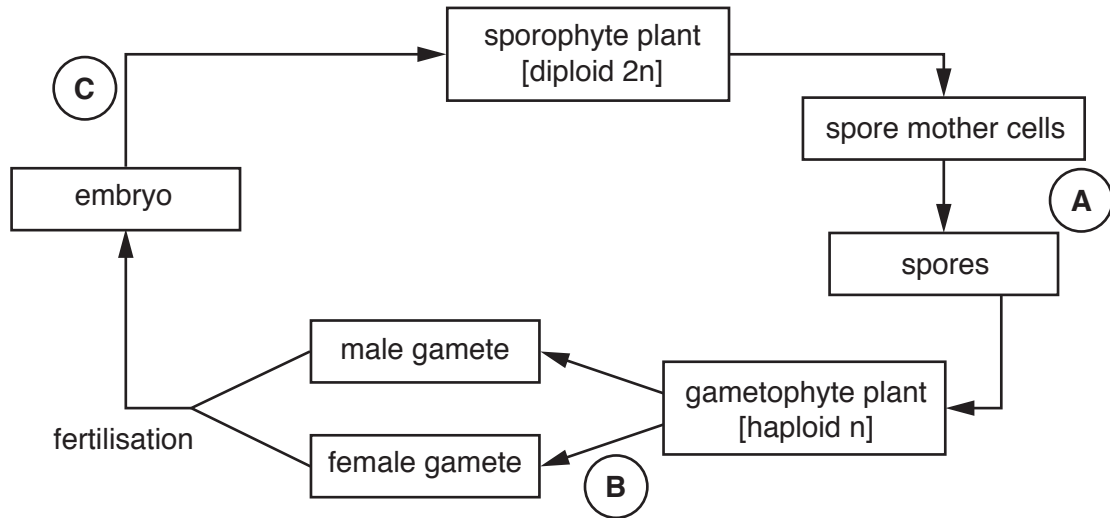 sporophyte plant
[diploid 2n]
C
spore mother cells
embryo
A
spores
male gamete
gametophyte plant
[haploid n]
fertilisation
female gamete
B